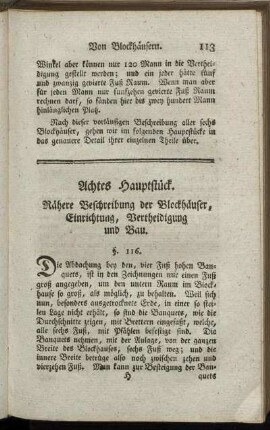 Von Blockhäusern. 113
Winkel aber können nur 120 Mann in die Verthei-
digung gestellt werden; und ein jeder hätte fünf
und zwanzig gevierte Fuß Raum. Wenn man aber
für jeden Mann nur funfzehen gevierte Fuß Raum
rechnen darf, so fänden hier bis zwey hundert Mann
hinlänglichen Platz.
Nach dieser vorläufigen Beschreibung aller sechs
Blockhäuser, gehen wir im folgenden Hauptstücke in
das genauere Detail ihrer einzelnen Theile über.
Achtes Hauptstück.
Nähere Beschreibung der Blockhäuser,
Einrichtung, Vertheidigung
und Bau.
§. 116.
Die Abdachung bey den, vier Fuß hohen Ban-
quets, ist in den Zeichnungen nur einen Fuß
groß angegeben, um den untern Raum im Block-
hause so groß, als möglich, zu behalten. Weil sich
nun, besonders ausgetrocknete Erde, in einer so stei-
len Lage nicht erhält, so sind die Banquets, wie die
Durchschnitte zeigen, mit Brettern eingefaßt, welche,
alle sechs Fuß, mit Pfählen befestigt sind. Die
Banquets nehmen, mit der Anlage, von der ganzen
Breite des Blockhauses, sechs Fuß weg; und die
innere Breite beträge also noch zwischen zehen und
vierzehen Fuß. Man kann zur Besteigung der Ban-
H quets